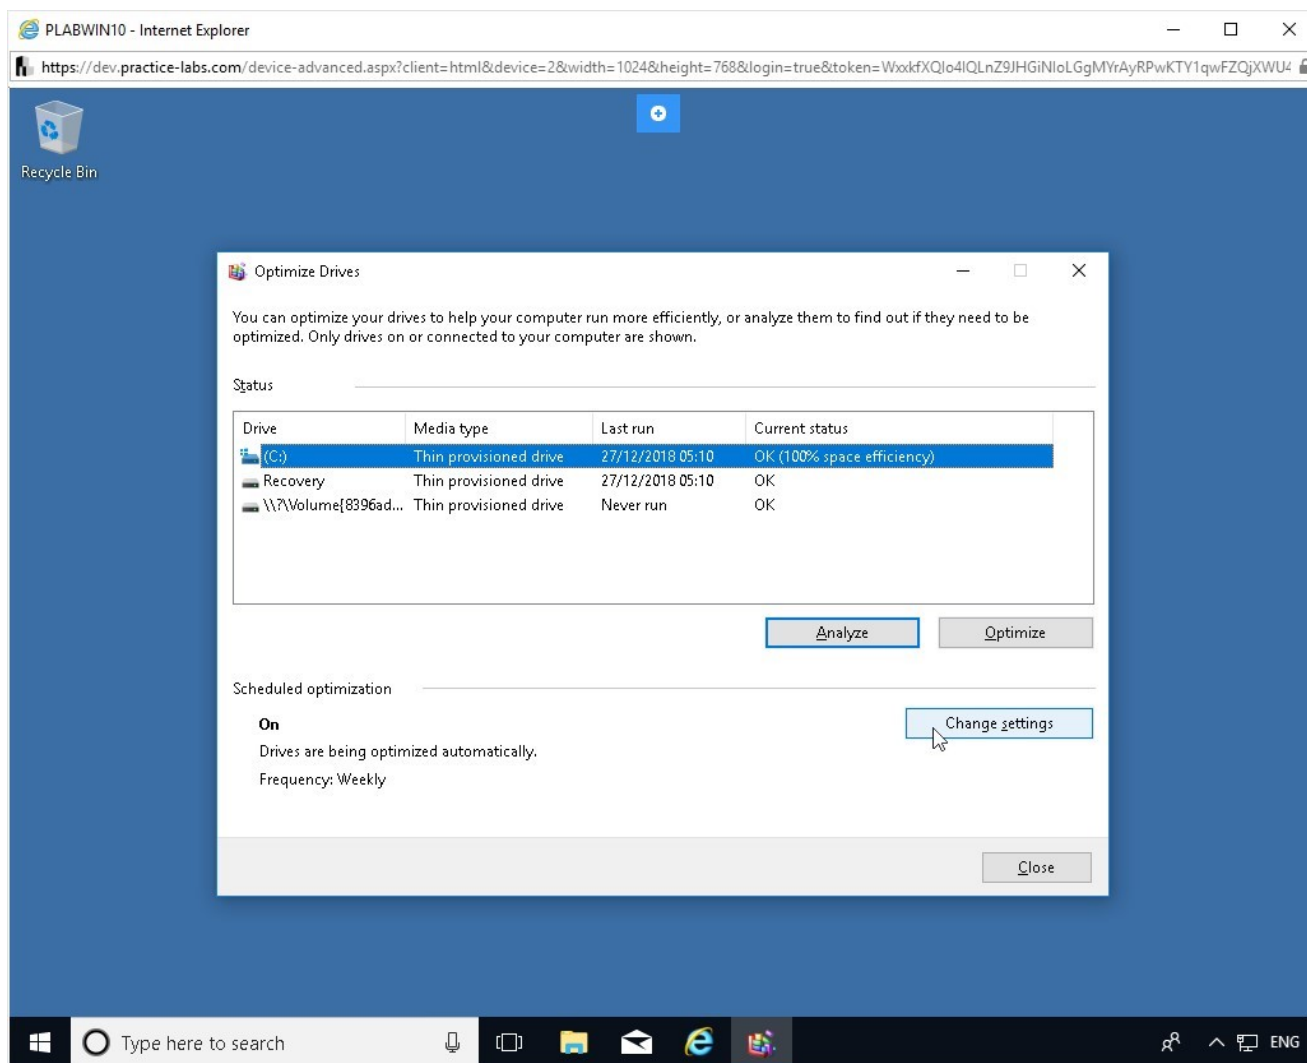 PLABWIN10 - Internet Explorer
https://dev.practice-labs.com/device-advanced.aspx?client=html&device=2&width=1024&height=768&login=true&token=WxxkfXQIo4IQLnZ9JHGiNIoLGgMYrAyRPwKTY1qwFZQjXWU4
Recycle Bin
Optimize Drives
You can optimize your drives to help your computer run more efficiently, or analyze them to find out if they need to be
optimized. Only drives on or connected to your computer are shown.
Status
Drive Media type Last run Current status
(C:) Thin provisioned drive 27/12/2018 05:10 OK (100% space efficiency)
Recovery Thin provisioned drive 27/12/2018 05:10 OK
\\?\Volume{8396ad... Thin provisioned drive Never run OK
Analyze Optimize
Scheduled optimization
On
Change settings
Drives are being optimized automatically.
Frequency: Weekly
Close
Type here to search
ENG